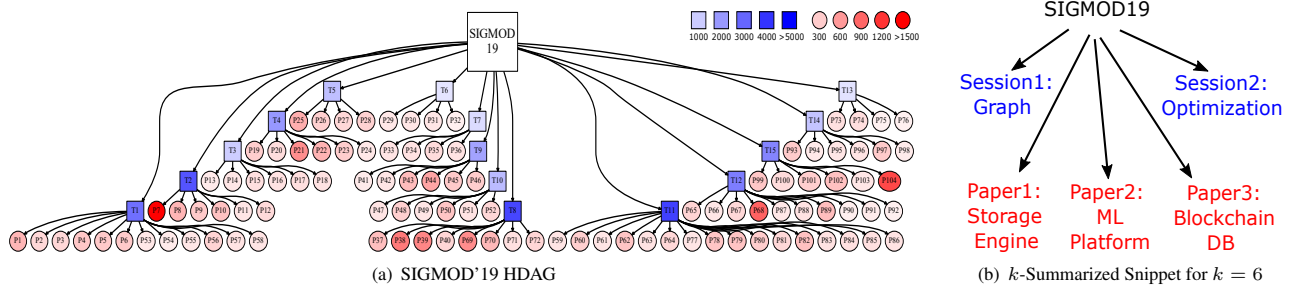 SIGMOD
19
1000 2000 3000 4000 >5000
300 600 900 1200 >1500
T5
T6
T13
T4
P25 P26 P27 P28
P29 P30 P31 P32
T7
T14
P73 P74 P75 P76
T3
P19 P20 P21 P22 P23 P24
P33 P34 P35 P36
T9
T15
P93 P94 P95 P96 P97 P98
T2
P13 P14 P15 P16 P17 P18
P41 P42 P43 P44 P45 P46
T10
T12
P99 P100 P101 P102 P103 P104
T1
P7 P8 P9 P10 P11 P12
P47 P48 P49 P50 P51 P52
T8
T11
P65 P66 P67 P68 P87 P88 P89 P90 P91 P92
P1 P2 P3 P4 P5 P6 P53 P54 P55 P56 P57 P58
P37 P38 P39 P40 P69 P70 P71 P72
P59 P60 P61 P62 P63 P64 P77 P78 P79 P80 P81 P82 P83 P84 P85 P86
(a) SIGMOD'19 HDAG
SIGMOD19
Session1:
Graph
Session2:
Optimization
Paper1:
Storage
Engine
Paper2:
ML
Platform
Paper3:
Blockchain
DB
(b) k-Summarized Snippet for k = 6